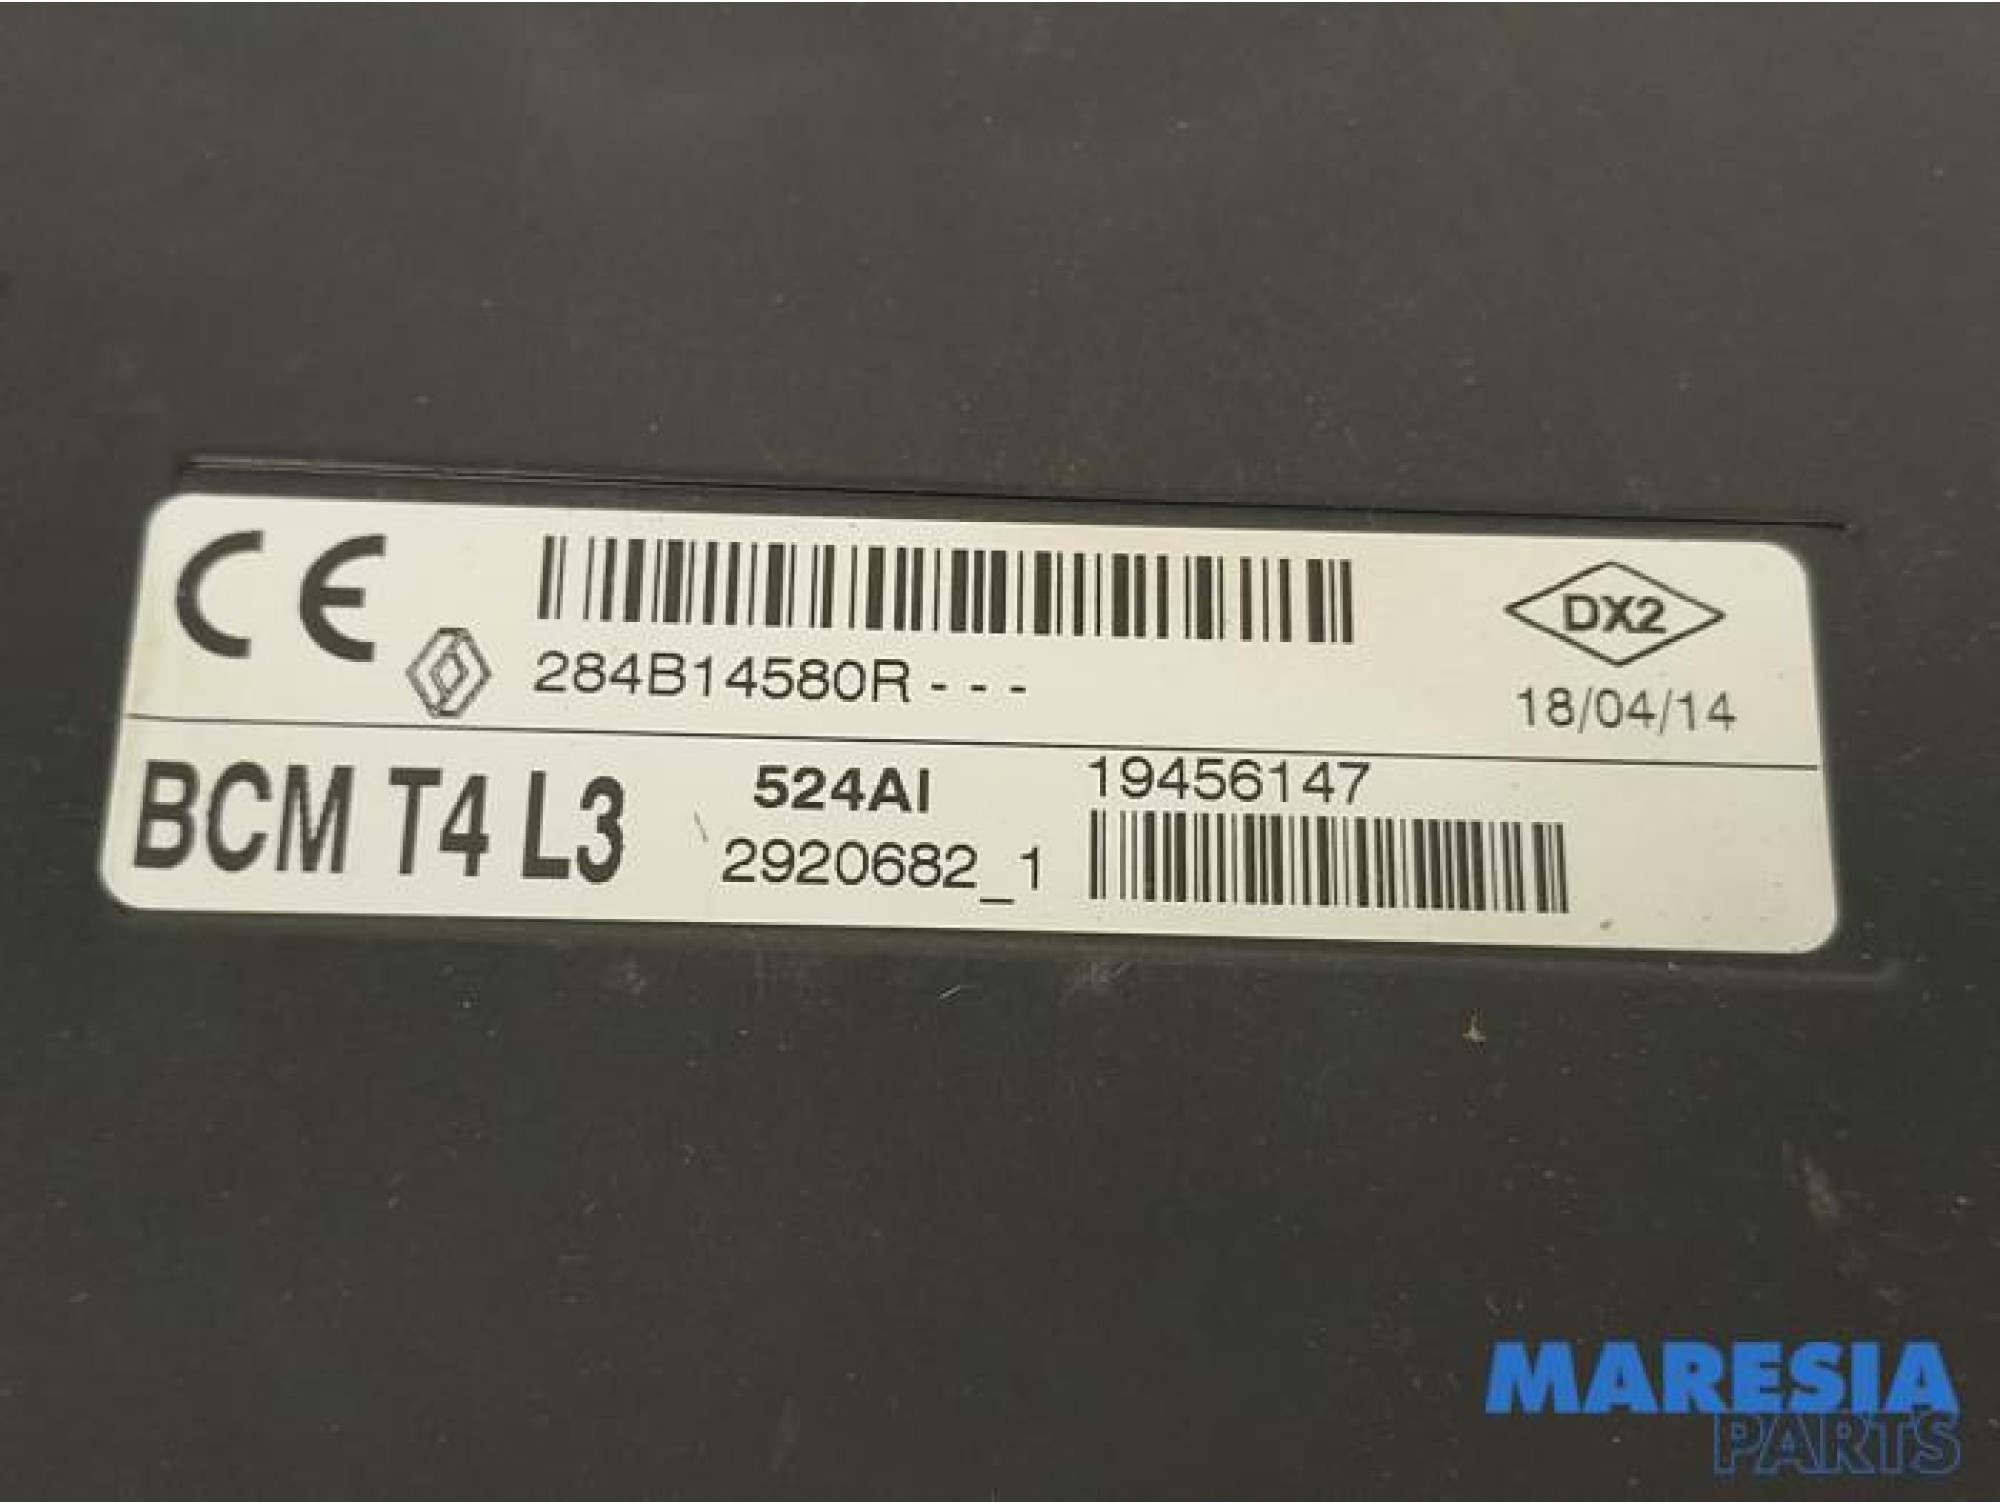 CE
284B14580R - - -
DX2
18/04/14
BCM T4 L3
524AI
2920682_1
19456147
MARESIA
PARTS